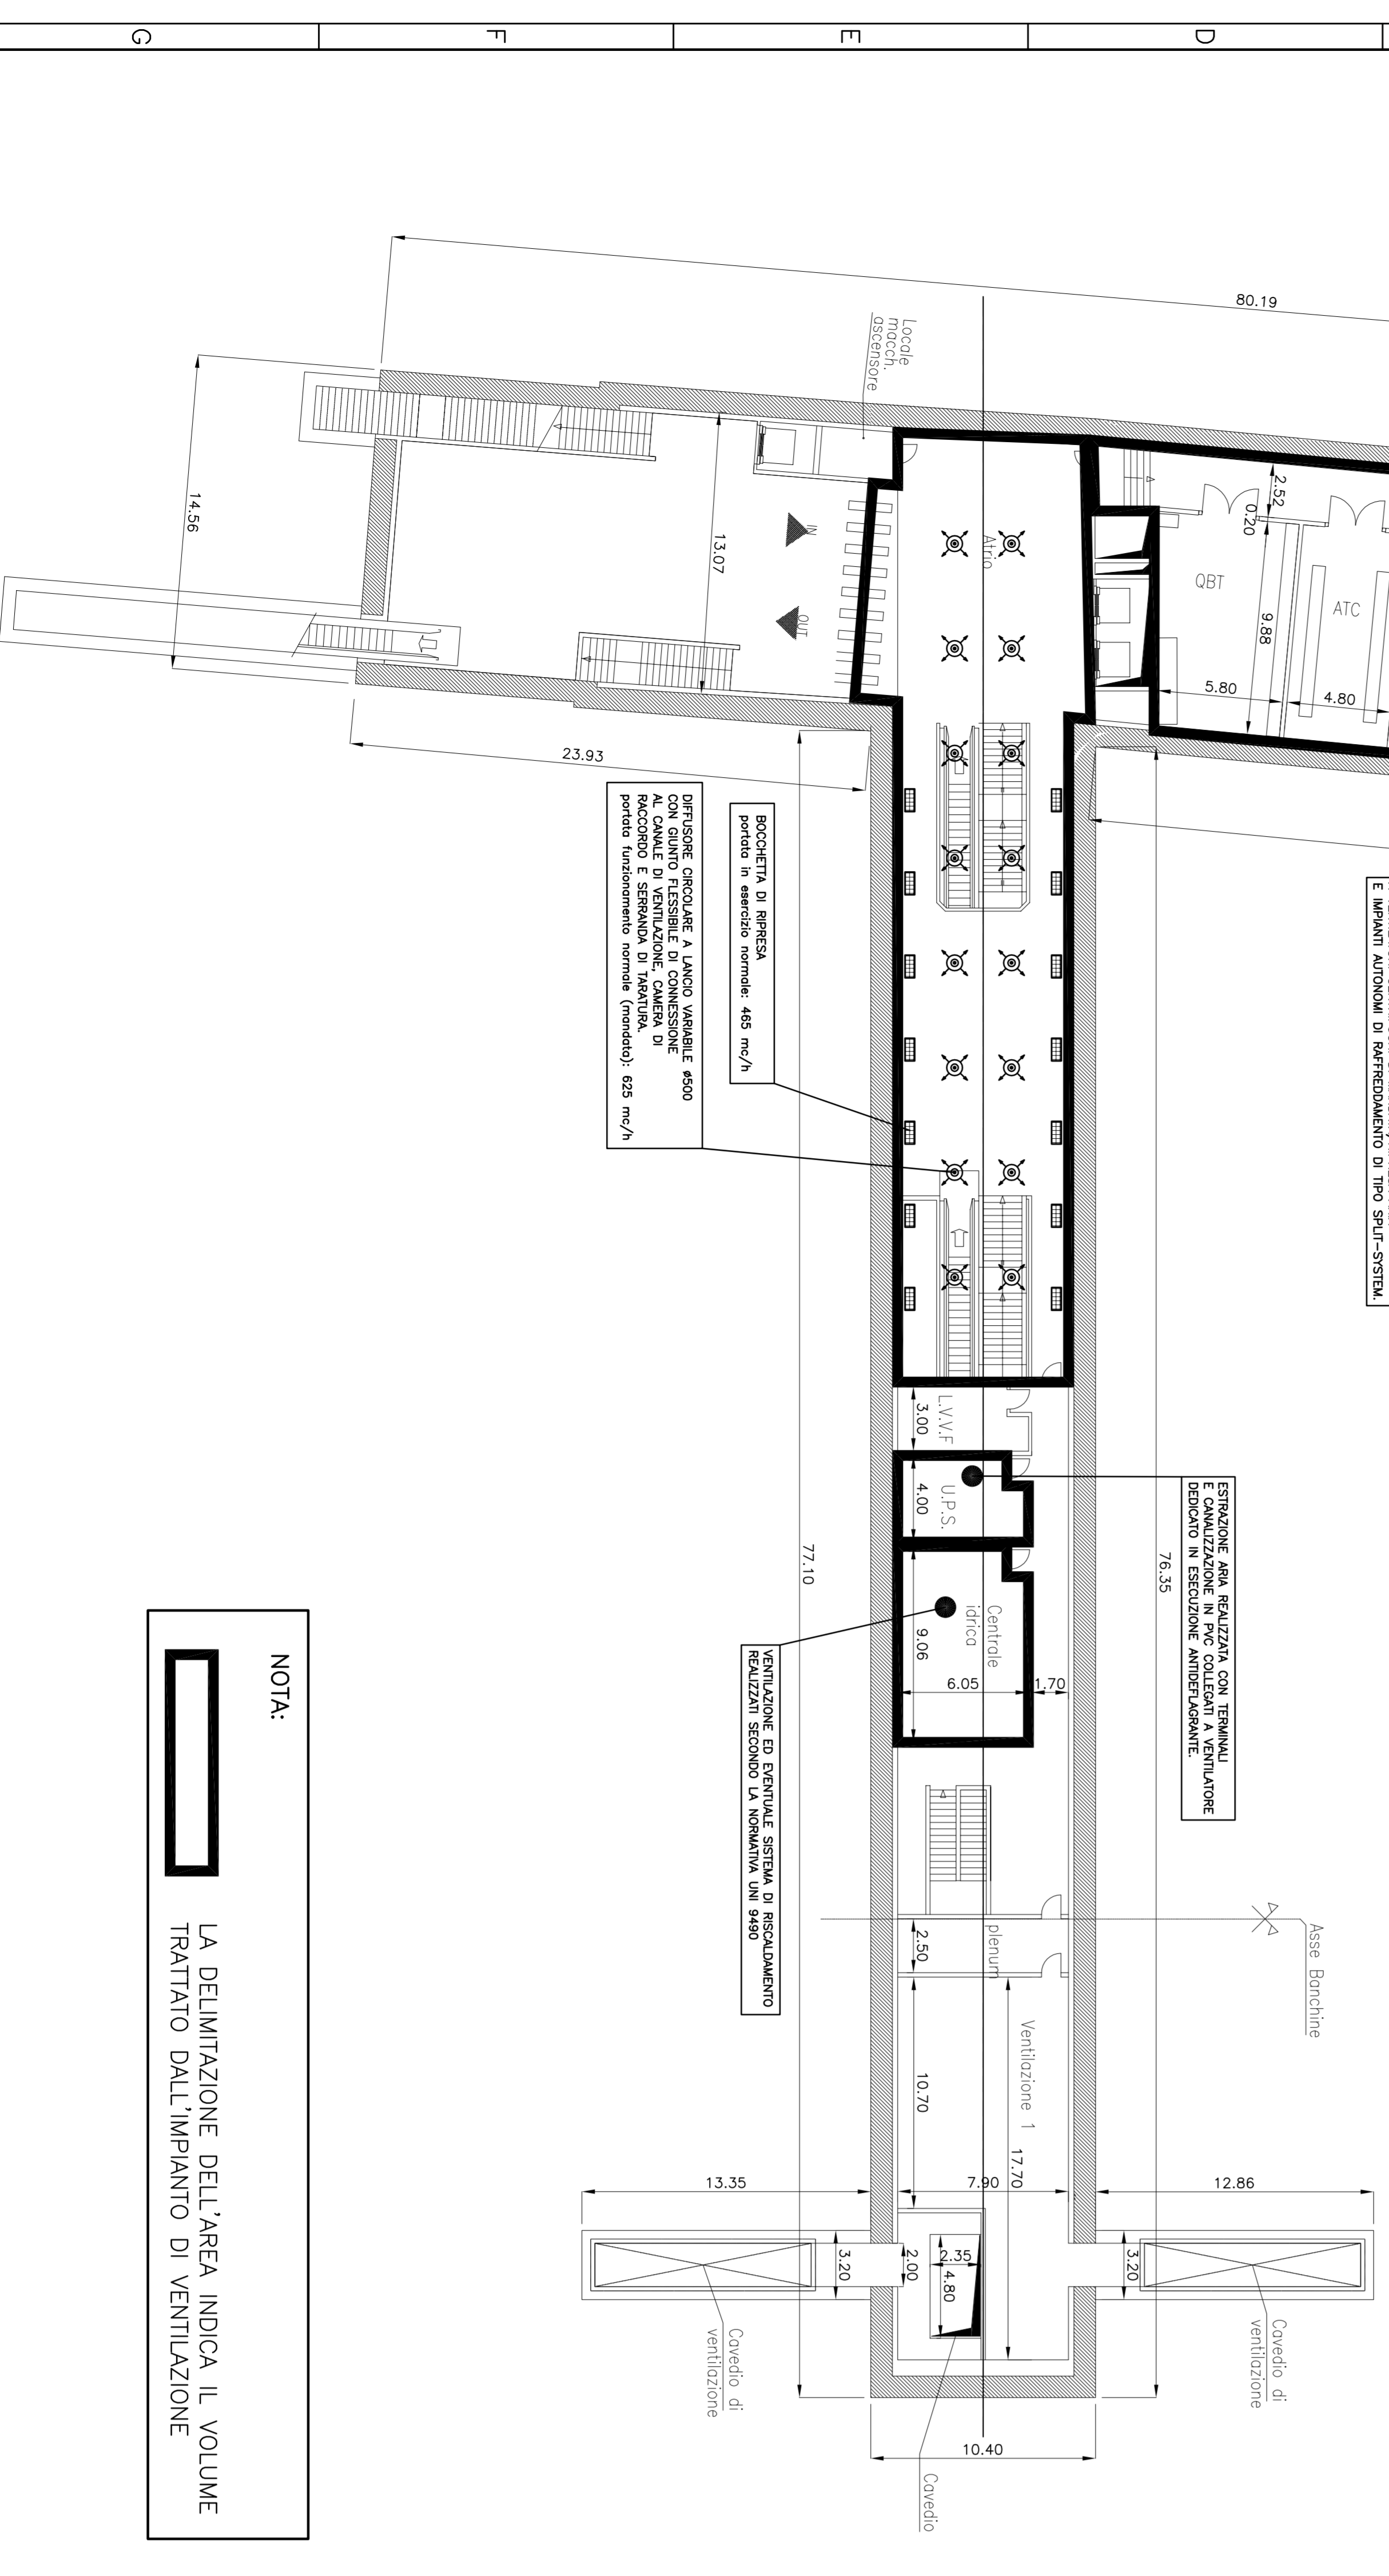 G
F
E
D
80.19
Locale
macch.
ascensore
14.56
13.07
IN
OUT
23.93
Atrio
2.52
0.20
QBT
9.88
ATC
5.80
4.80
E IMPIANTI AUTONOMI DI RAFFREDDAMENTO DI TIPO SPLIT-SYSTEM.
BOCCHETTA DI RIPRESA
portata in esercizio normale: 465 mc/h
DIFFUSORE CIRCOLARE A LANCIO VARIABILE ø500
CON GIUNTO FLESSIBILE DI CONNESSIONE
AL CANALE DI VENTILAZIONE, CAMERA DI
RACCORDO E SERRANDA DI TARATURA.
portata funzionamento normale (mandata): 625 mc/h
L.V.V.F
3.00
U.P.S.
4.00
Centrale
idrica
9.06
6.05
1.70
77.10
76.35
ESTRAZIONE ARIA REALIZZATA CON TERMINALI
E CANALIZZAZIONE IN PVC COLLEGATI A VENTILATORE
DEDICATO IN ESECUZIONE ANTIDEFLAGRANTE.
VENTILAZIONE ED EVENTUALE SISTEMA DI RISCALDAMENTO
REALIZZATI SECONDO LA NORMATIVA UNI 9490
Asse Banchine
plenum
2.50
Ventilazione 1
10.70
17.70
13.35
7.90
12.86
3.20
2.00
2.35
4.80
3.20
Cavedio di
ventilazione
Cavedio di
ventilazione
10.40
Cavedio
NOTA:
LA DELIMITAZIONE DELL'AREA INDICA IL VOLUME
TRATTATO DALL'IMPIANTO DI VENTILAZIONE